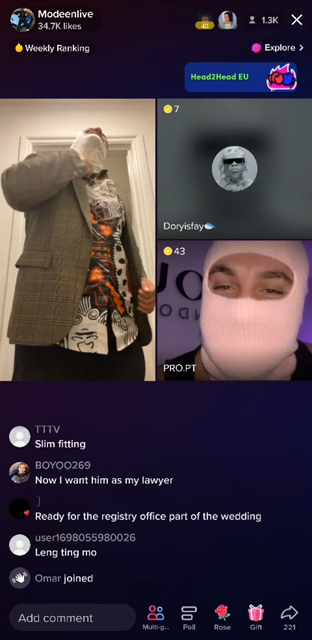 Modeenlive
34.7K likes
1.3K
Weekly Ranking
Explore
Head2Head EU
7
Doryisfay
43
PRO.PT
TTTV
Slim fitting
BOYOO269
Now I want him as my lawyer
]
Ready for the registry office part of the wedding
user1698055980026
Leng ting mo
Omar joined
Add comment
Multi-g...
Poll
Rose
Gift
221